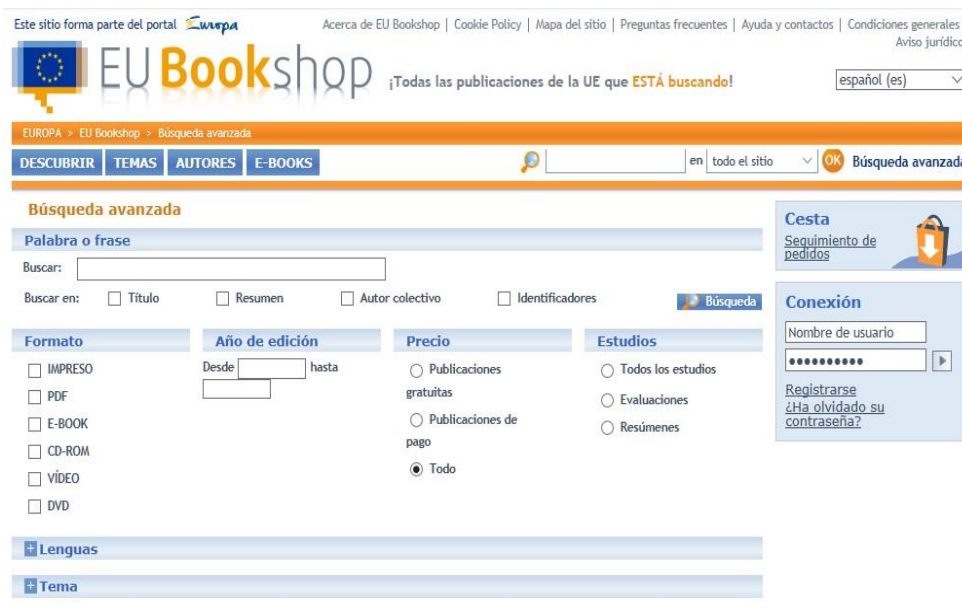 Este sitio forma parte del portal Europa
Acerca de EU Bookshop | Cookie Policy | Mapa del sitio | Preguntas frecuentes | Ayuda y contactos | Condiciones generales
Aviso jurídico
EU Bookshop
¡Todas las publicaciones de la UE que ESTÁ buscando!
español (es)
EUROPA > EU Bookshop > Búsqueda avanzada
DESCUBRIR TEMAS AUTORES E-BOOKS
en todo el sitio OK Búsqueda avanzada
Búsqueda avanzada
Palabra o frase
Buscar:
Buscar en: Título Resumen Autor colectivo Identificadores Búsqueda
Formato
IMPRESO
PDF
E-BOOK
CD-ROM
VÍDEO
DVD
Año de edición
Desde hasta
Precio
Publicaciones
gratuitas
Publicaciones de
pago
Todo
Estudios
Todos los estudios
Evaluaciones
Resúmenes
Lenguas
Tema
Cesta
Seguimiento de
pedidos
Conexión
Nombre de usuario
Registrarse
¿Ha olvidado su
contraseña?